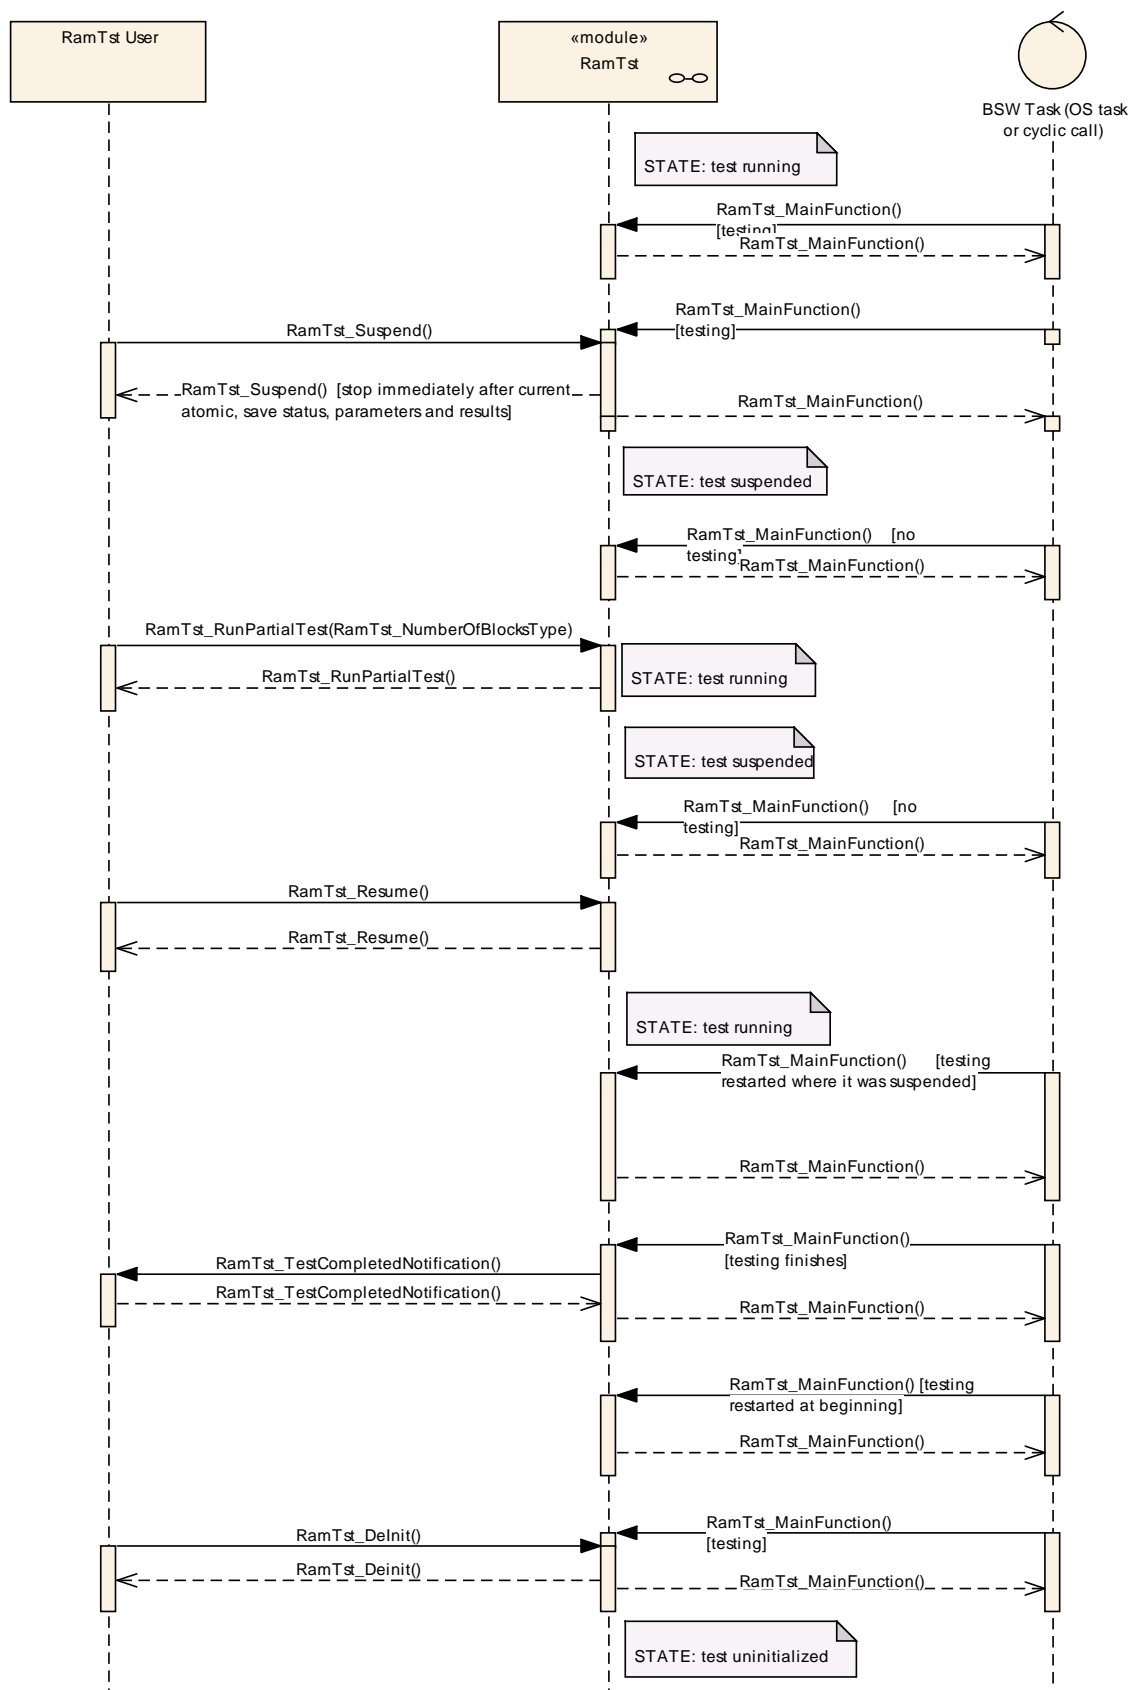 RamTst User
«module»
RamTst
BSW Task (OS task
or cyclic call)
STATE: test running
RamTst_MainFunction()
[testing]
RamTst_MainFunction()
RamTst_MainFunction()
[testing]
RamTst_Suspend()
RamTst_Suspend() [stop immediately after current
atomic, save status, parameters and results]
RamTst_MainFunction()
STATE: test suspended
RamTst_MainFunction() [no
testing]
RamTst_MainFunction()
RamTst_RunPartialTest(RamTst_NumberOfBlocksType)
RamTst_RunPartialTest()
STATE: test running
STATE: test suspended
RamTst_MainFunction() [no
testing]
RamTst_MainFunction()
RamTst_Resume()
RamTst_Resume()
STATE: test running
RamTst_MainFunction() [testing
restarted where it was suspended]
RamTst_MainFunction()
RamTst_MainFunction()
[testing finishes]
RamTst_TestCompletedNotification()
RamTst_TestCompletedNotification()
RamTst_MainFunction()
RamTst_MainFunction() [testing
restarted at beginning]
RamTst_MainFunction()
RamTst_MainFunction()
[testing]
RamTst_DeInit()
RamTst_Deinit()
RamTst_MainFunction()
STATE: test uninitialized